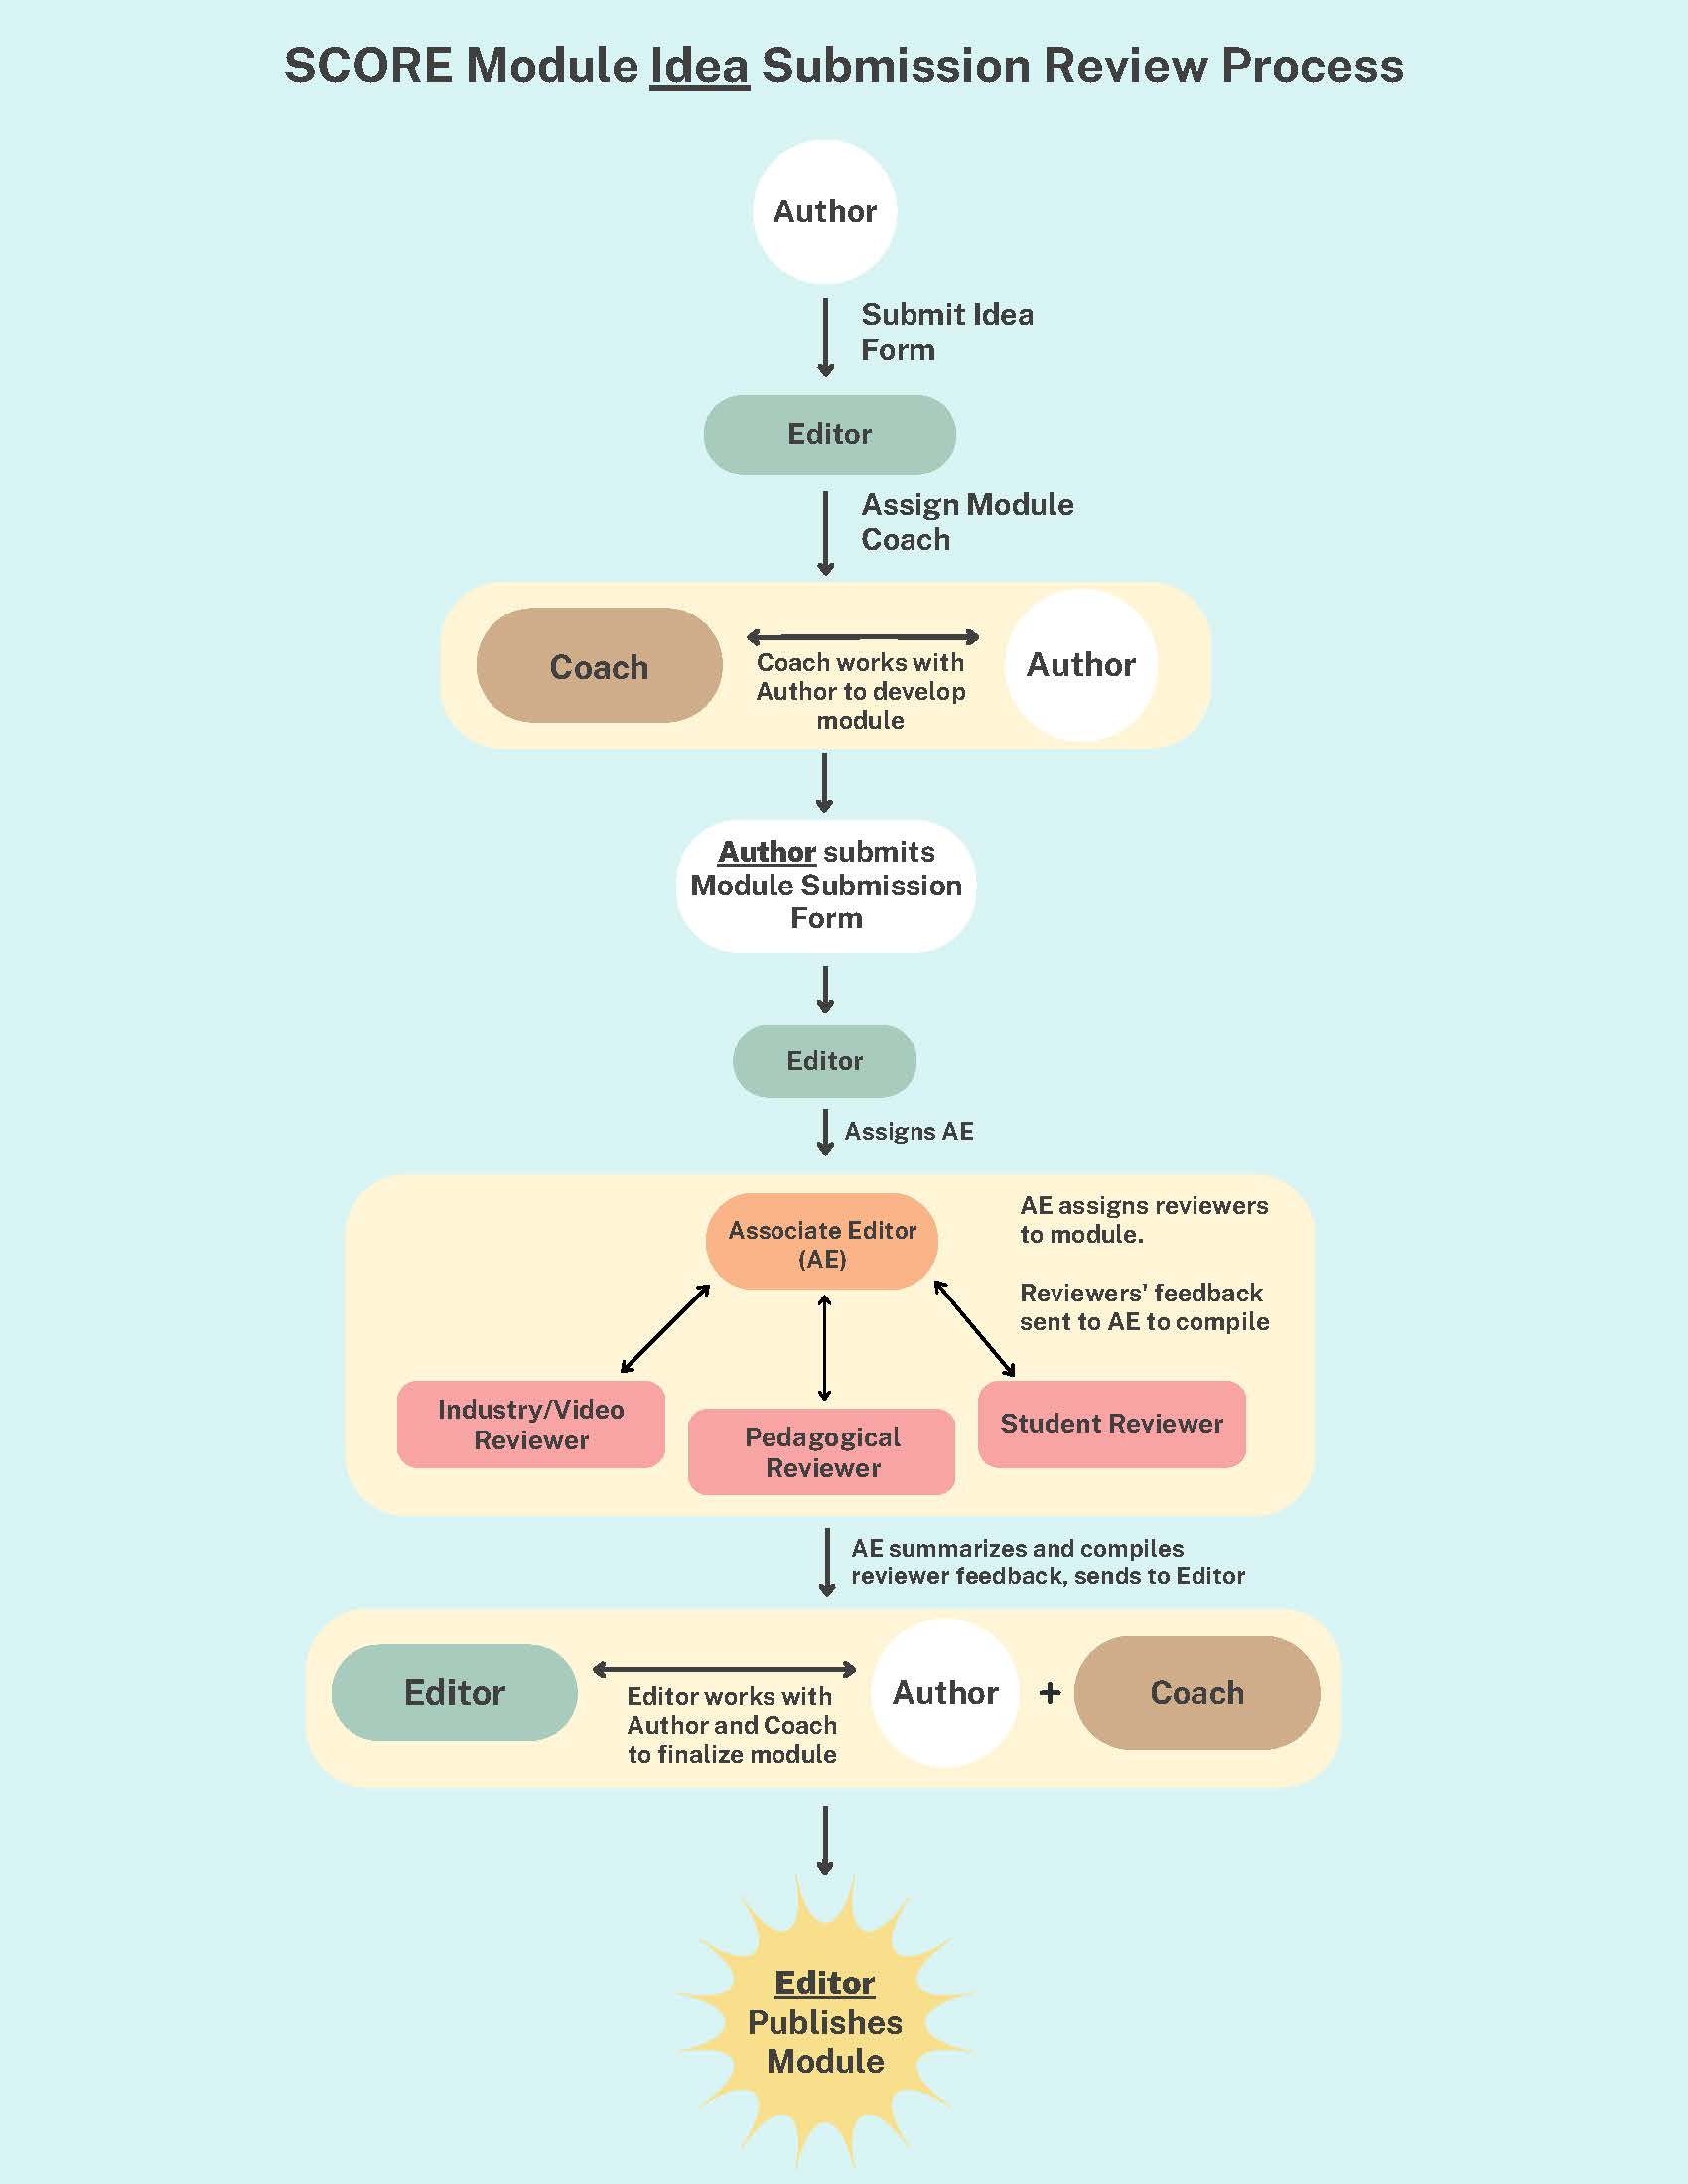 SCORE Module Idea Submission Review Process
Author
Submit Idea
Form
Editor
Assign Module
Coach
Coach
Coach works with
Author to develop
module
Author
Author submits
Module Submission
Form
Editor
Assigns AE
Associate Editor
(AE)
AE assigns reviewers
to module.
Reviewers' feedback
sent to AE to compile
Industry/Video
Reviewer
Pedagogical
Reviewer
Student Reviewer
AE summarizes and compiles
reviewer feedback, sends to Editor
Editor
Editor works with
Author and Coach
to finalize module
Author
+
Coach
Editor
Publishes
Module